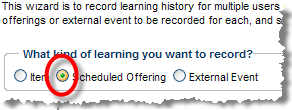 This wizard is to record learning history for multiple users
offerings or external event to be recorded for each, and s
What kind of learning you want to record?
Item Scheduled Offering External Event